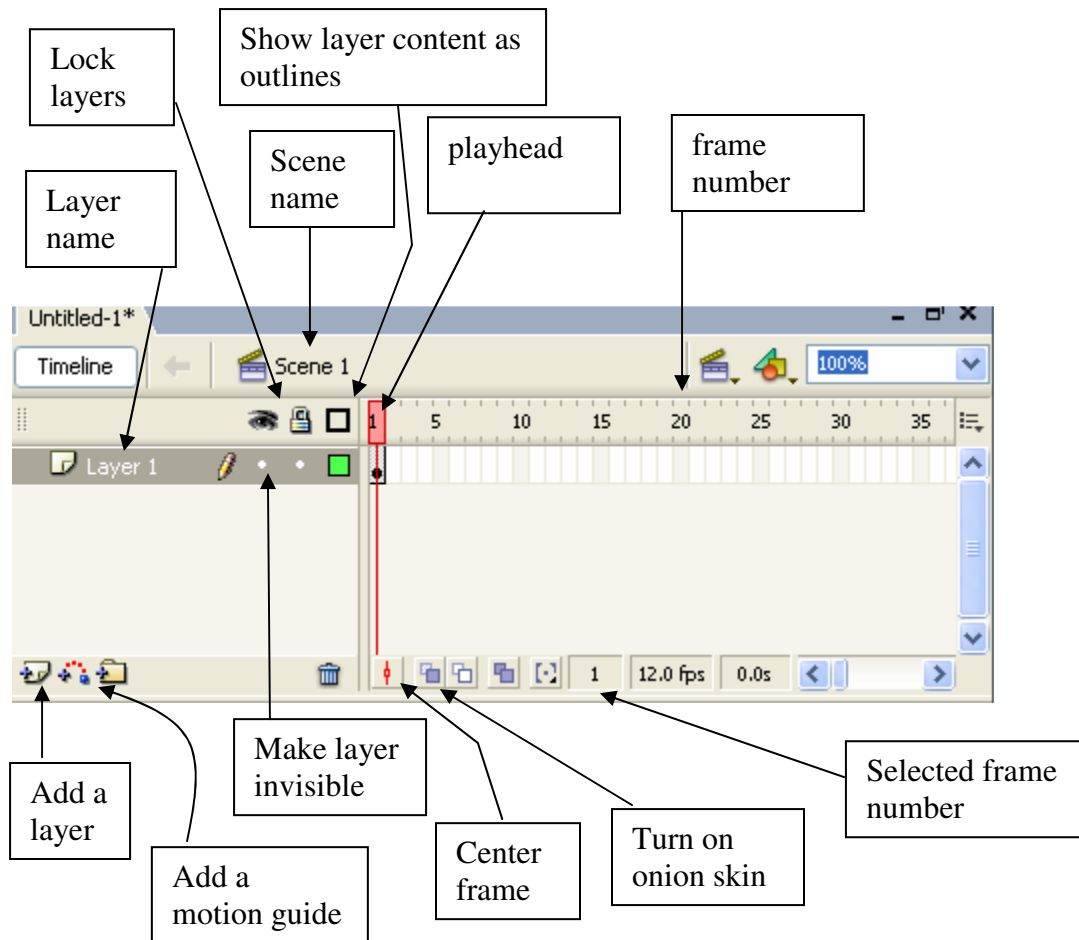 Show layer content as
outlines
Lock
layers
playhead
frame
number
Scene
name
Layer
name
Untitled-1*
Timeline
Scene 1
100%
1 5 10 15 20 25 30 35
Layer 1
1 12.0 fps 0.0s
Make layer
invisible
Selected frame
number
Add a
layer
Turn on
onion skin
Center
frame
Add a
motion guide